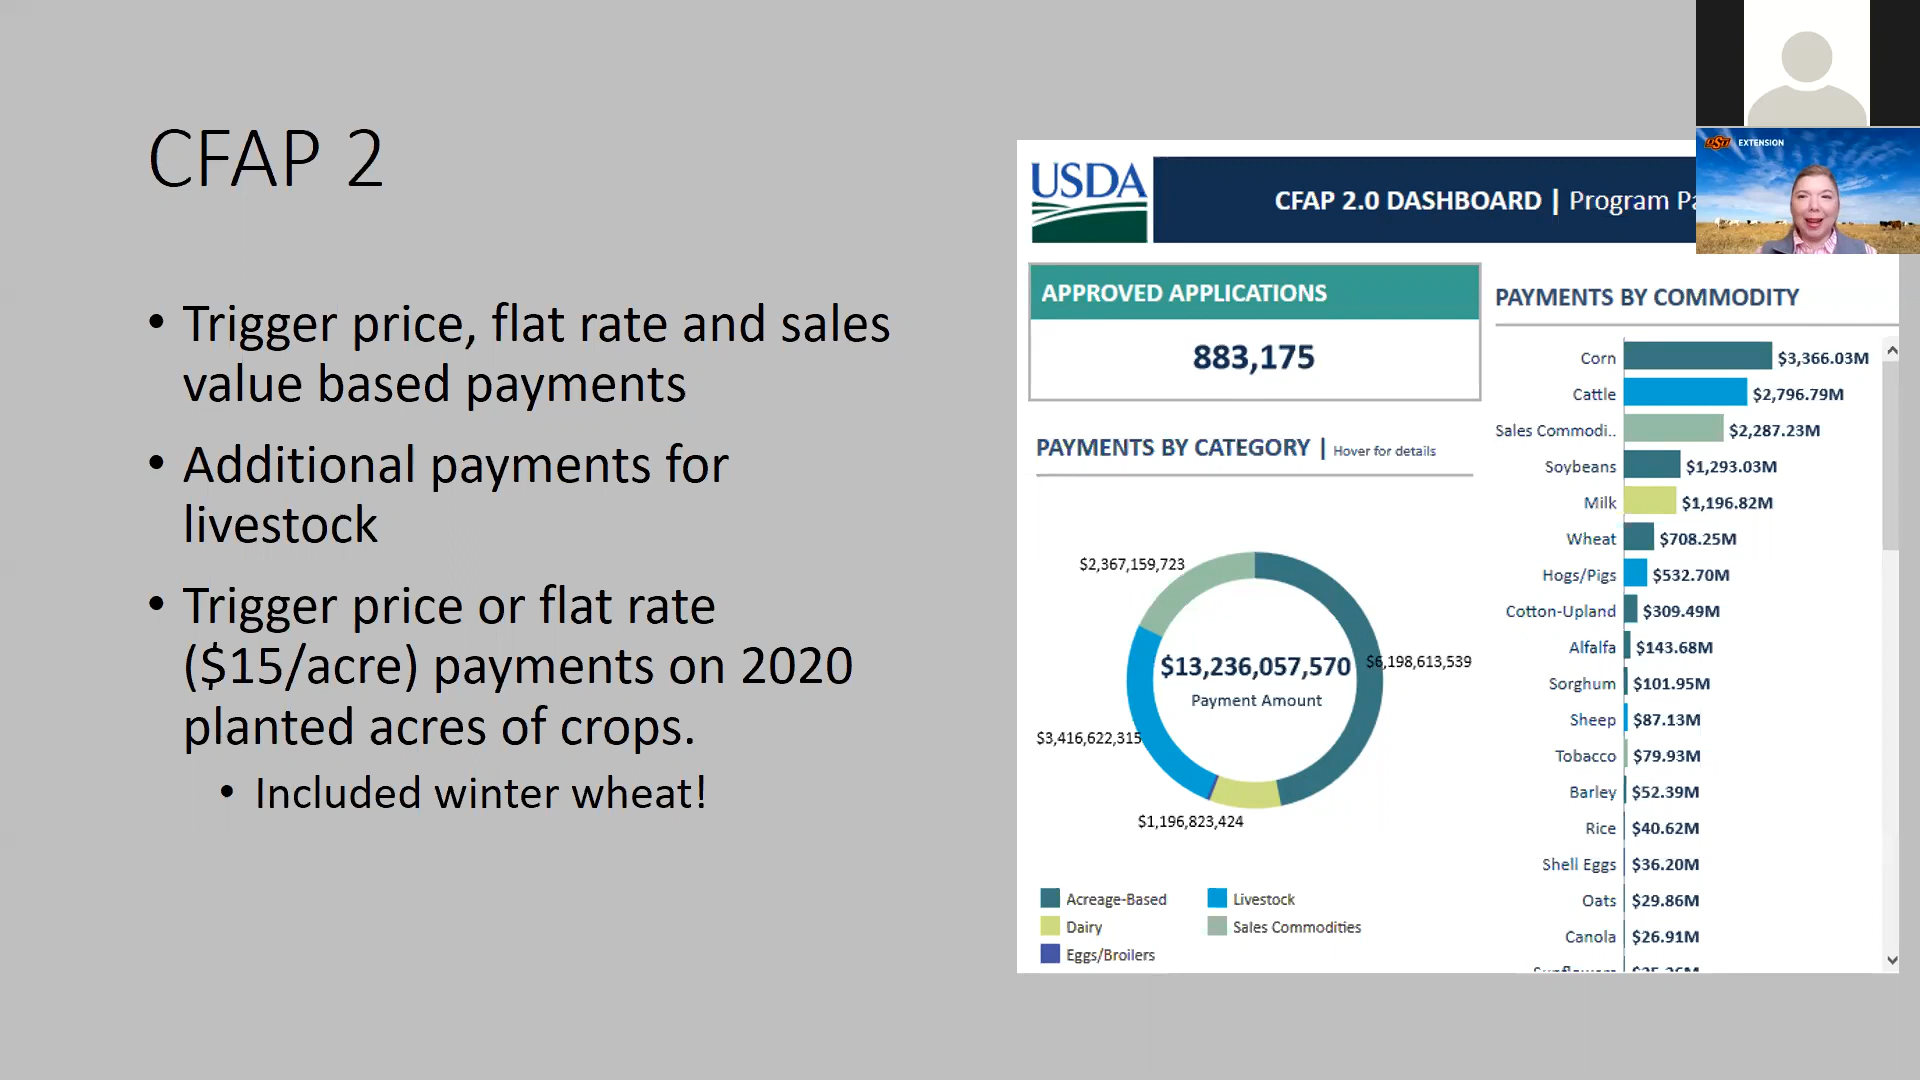 CFAP 2
• Trigger price, flat rate and sales
value based payments
• Additional payments for
livestock
• Trigger price or flat rate
($15/acre) payments on 2020
planted acres of crops.
• Included winter wheat!
USDA
CFAP 2.0 DASHBOARD | Program
OSU EXTENSION
APPROVED APPLICATIONS
883,175
PAYMENTS BY CATEGORY | Hover for details
$2,367,159,723
$13,236,057,570
Payment Amount
$6,198,613,539
$3,416,622,315
$1,196,823,424
Acreage-Based
Livestock
Dairy
Sales Commodities
Eggs/Broilers
PAYMENTS BY COMMODITY
Corn $3,366.03M
Cattle $2,796.79M
Sales Commodi.. $2,287.23M
Soybeans $1,293.03M
Milk $1,196.82M
Wheat $708.25M
Hogs/Pigs $532.70M
Cotton-Upland $309.49M
Alfalfa $143.68M
Sorghum $101.95M
Sheep $87.13M
Tobacco $79.93M
Barley $52.39M
Rice $40.62M
Shell Eggs $36.20M
Oats $29.86M
Canola $26.91M